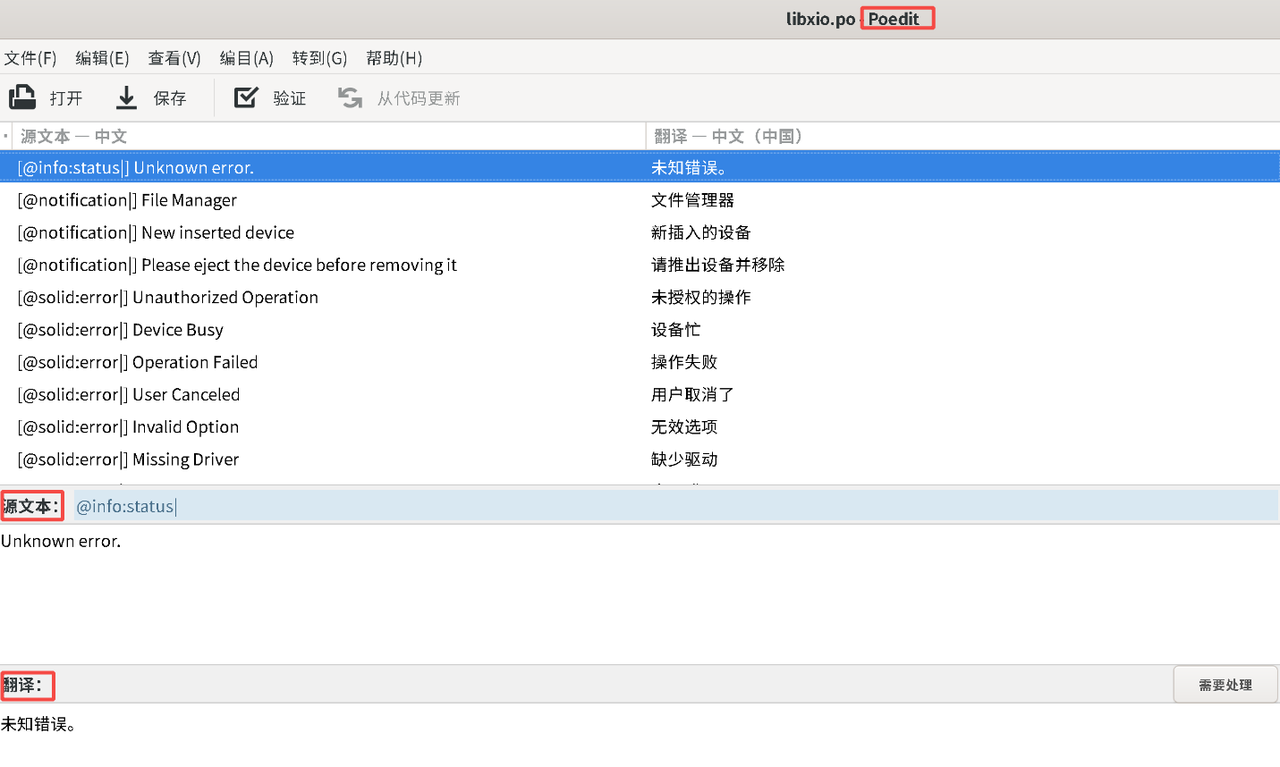 libxio.po - Poedit
文件(F) 编辑(E) 查看(V) 编目(A) 转到(G) 帮助(H)
打开 保存 验证 从代码更新
源文本 — 中文 翻译 — 中文（中国）
[@info:status|] Unknown error. 未知错误。
[@notification|] File Manager 文件管理器
[@notification|] New inserted device 新插入的设备
[@notification|] Please eject the device before removing it 请推出设备并移除
[@solid:error|] Unauthorized Operation 未授权的操作
[@solid:error|] Device Busy 设备忙
[@solid:error|] Operation Failed 操作失败
[@solid:error|] User Canceled 用户取消了
[@solid:error|] Invalid Option 无效选项
[@solid:error|] Missing Driver 缺少驱动
源文本： @info:status|
Unknown error.
翻译： 需要处理
未知错误。